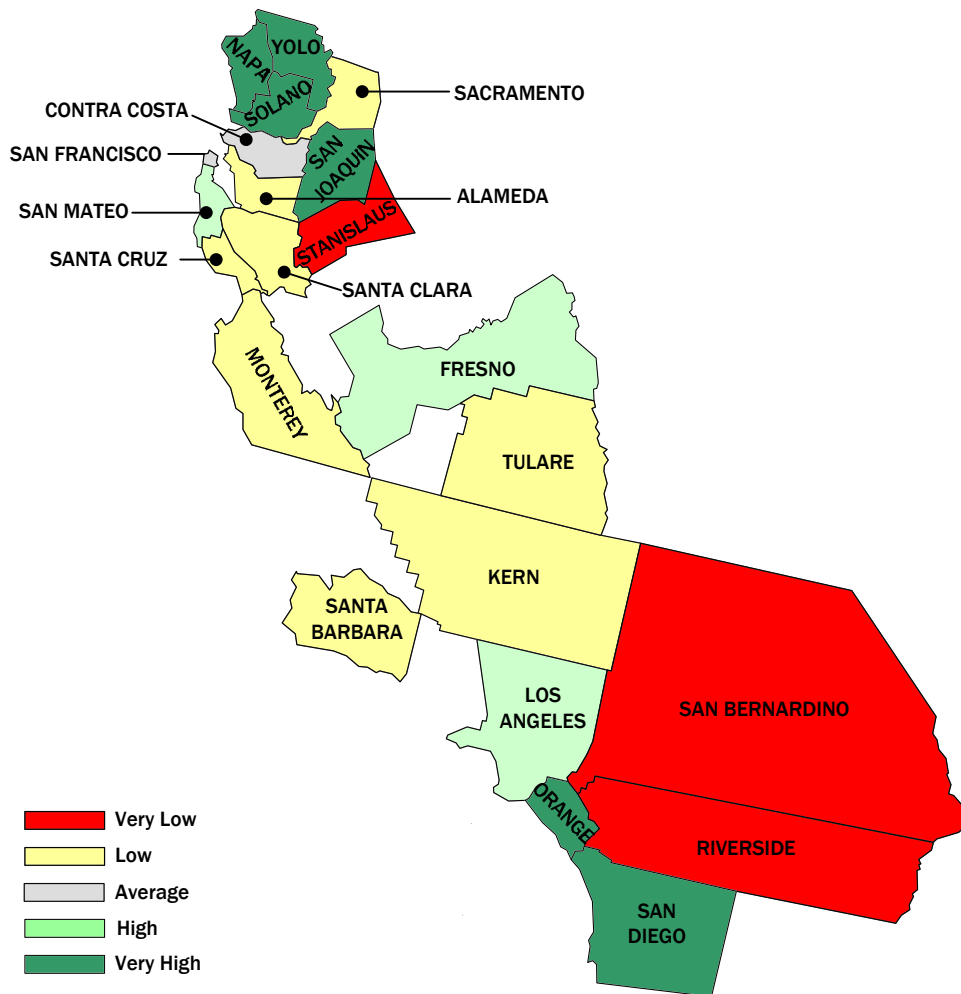 YOLO
NAPA
SOLANO
SACRAMENTO
CONTRA COSTA
SAN FRANCISCO
SAN
JOAQUIN
ALAMEDA
SAN MATEO
STANISLAUS
SANTA CRUZ
SANTA CLARA
MONTEREY
FRESNO
TULARE
KERN
SANTA
BARBARA
LOS
ANGELES
SAN BERNARDINO
ORANGE
RIVERSIDE
SAN
DIEGO
Very Low
Low
Average
High
Very High